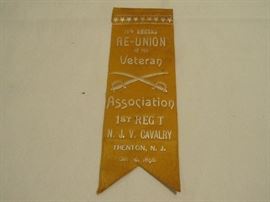 RE-UNION
of the
Veteran
Association
1ST REG'T
N. J. V. CAVALRY
TRENTON, N. J.